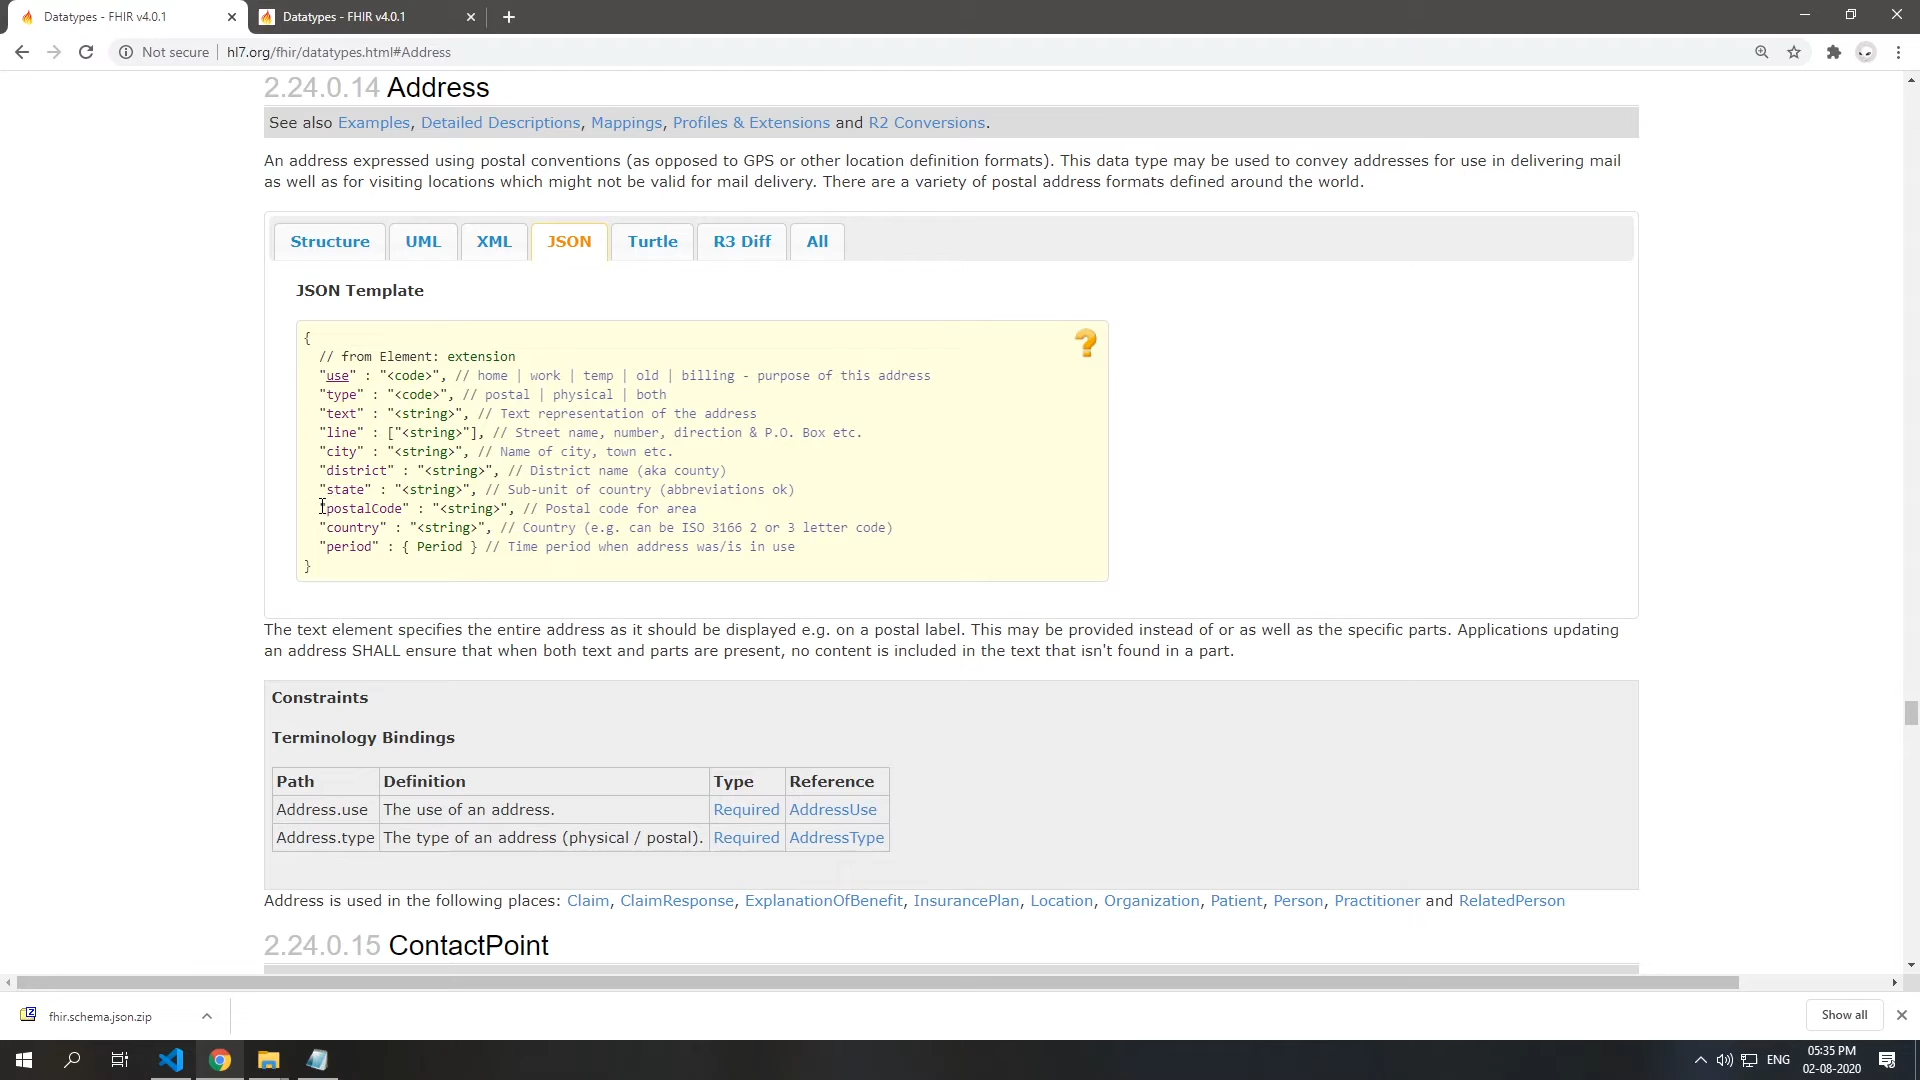 Datatypes - FHIR v4.0.1
Datatypes - FHIR v4.0.1
Not secure
hl7.org/fhir/datatypes.html#Address
2.24.0.14 Address
See also Examples, Detailed Descriptions, Mappings, Profiles & Extensions and R2 Conversions.
An address expressed using postal conventions (as opposed to GPS or other location definition formats). This data type may be used to convey addresses for use in delivering mail
as well as for visiting locations which might not be valid for mail delivery. There are a variety of postal address formats defined around the world.
Structure UML XML JSON Turtle R3 Diff All
JSON Template
{
// from Element: extension
"use" : "<code>", // home | work | temp | old | billing - purpose of this address
"type" : "<code>", // postal | physical | both
"text" : "<string>", // Text representation of the address
"line" : ["<string>"], // Street name, number, direction & P.O. Box etc.
"city" : "<string>", // Name of city, town etc.
"district" : "<string>", // District name (aka county)
"state" : "<string>", // Sub-unit of country (abbreviations ok)
"postalCode" : "<string>", // Postal code for area
"country" : "<string>", // Country (e.g. can be ISO 3166 2 or 3 letter code)
"period" : { Period } // Time period when address was/is in use
}
The text element specifies the entire address as it should be displayed e.g. on a postal label. This may be provided instead of or as well as the specific parts. Applications updating
an address SHALL ensure that when both text and parts are present, no content is included in the text that isn't found in a part.
Constraints
Terminology Bindings
Path Definition Type Reference
Address.use The use of an address. Required AddressUse
Address.type The type of an address (physical / postal). Required AddressType
Address is used in the following places: Claim, ClaimResponse, ExplanationOfBenefit, InsurancePlan, Location, Organization, Patient, Person, Practitioner and RelatedPerson
2.24.0.15 ContactPoint
fhir.schema.json.zip
Show all
ENG
05:35 PM
02-08-2020